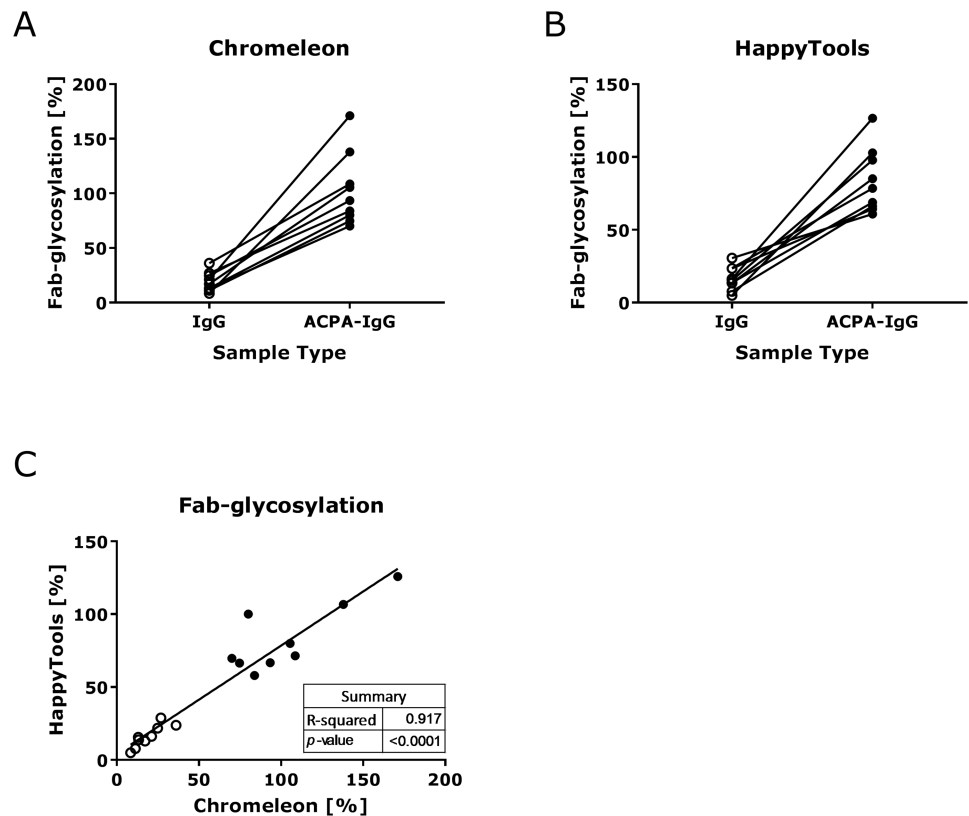 A
Chromeleon
Fab-glycosylation [%]
200
150
100
50
0
IgG ACPA-IgG
Sample Type
B
HappyTools
Fab-glycosylation [%]
150
100
50
0
IgG ACPA-IgG
Sample Type
C
Fab-glycosylation
HappyTools [%]
150
100
50
0
0 50 100 150 200
Chromeleon [%]
Summary
R-squared 0.917
p-value <0.0001